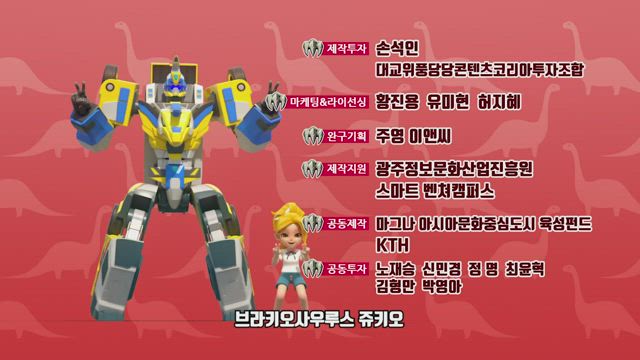 제작투자 손석인
대교위풍당당콘텐츠코리아투자조합
마케팅&라이선싱 황진용 유미현 허지혜
완구기획 주영 이앤씨
제작지원 광주정보문화산업진흥원
스마트 벤처캠퍼스
공동제작 마그나 아시아문화중심도시 육성펀드
KTH
공동투자 노재승 신민경 정 명 최윤혁
김형만 박영아
브라키오사우루스 쥬키오